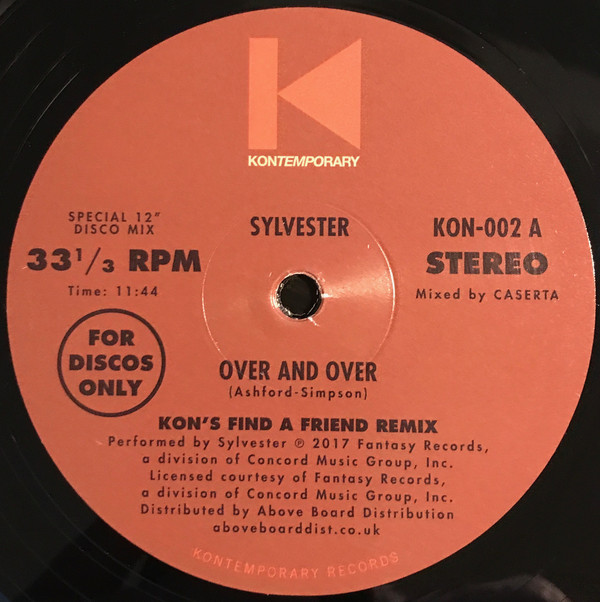 KONTEMPORARY
SPECIAL 12"
DISCO MIX
33 1/3 RPM
Time: 11:44
SYLVESTER
KON-002 A
STEREO
Mixed by CASERTA
FOR
DISCOS
ONLY
OVER AND OVER
(Ashford-Simpson)
KON'S FIND A FRIEND REMIX
Performed by Sylvester ℗ 2017 Fantasy Records,
a division of Concord Music Group, Inc.
Licensed courtesy of Fantasy Records,
a division of Concord Music Group, Inc.
Distributed by Above Board Distribution
aboveboarddist.co.uk
KONTEMPORARY RECORDS